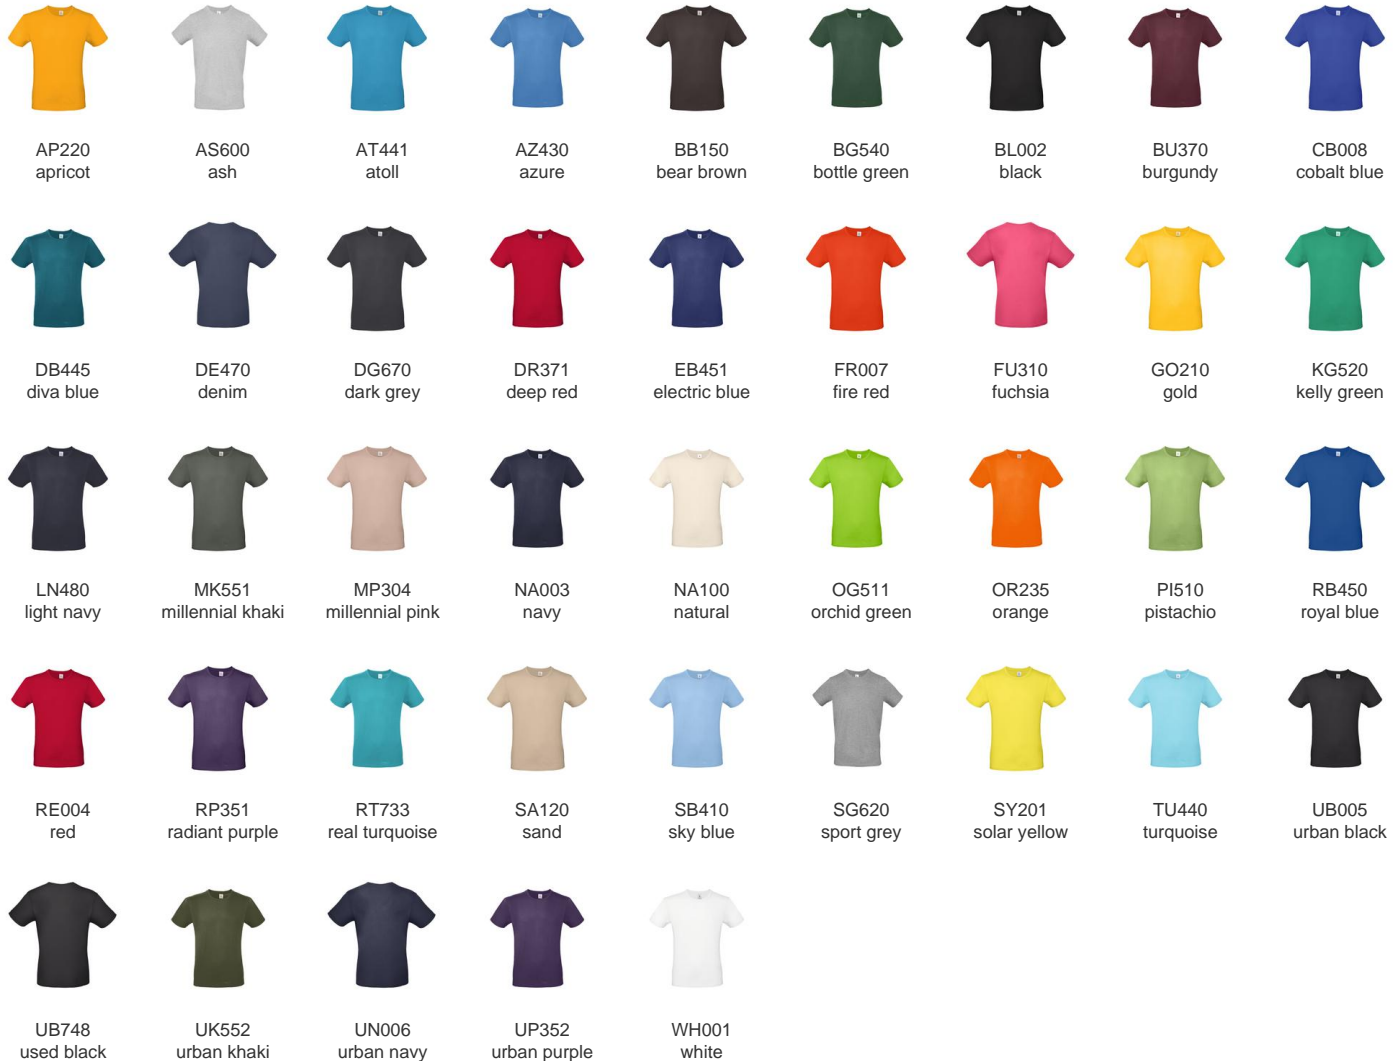 AP220
apricot
AS600
ash
AT441
atoll
AZ430
azure
BB150
bear brown
BG540
bottle green
BL002
black
BU370
burgundy
CB008
cobalt blue
DB445
diva blue
DE470
denim
DG670
dark grey
DR371
deep red
EB451
electric blue
FR007
fire red
FU310
fuchsia
GO210
gold
KG520
kelly green
LN480
light navy
MK551
millennial khaki
MP304
millennial pink
NA003
navy
NA100
natural
OG511
orchid green
OR235
orange
PI510
pistachio
RB450
royal blue
RE004
red
RP351
radiant purple
RT733
real turquoise
SA120
sand
SB410
sky blue
SG620
sport grey
SY201
solar yellow
TU440
turquoise
UB005
urban black
UB748
used black
UK552
urban khaki
UN006
urban navy
UP352
urban purple
WH001
white